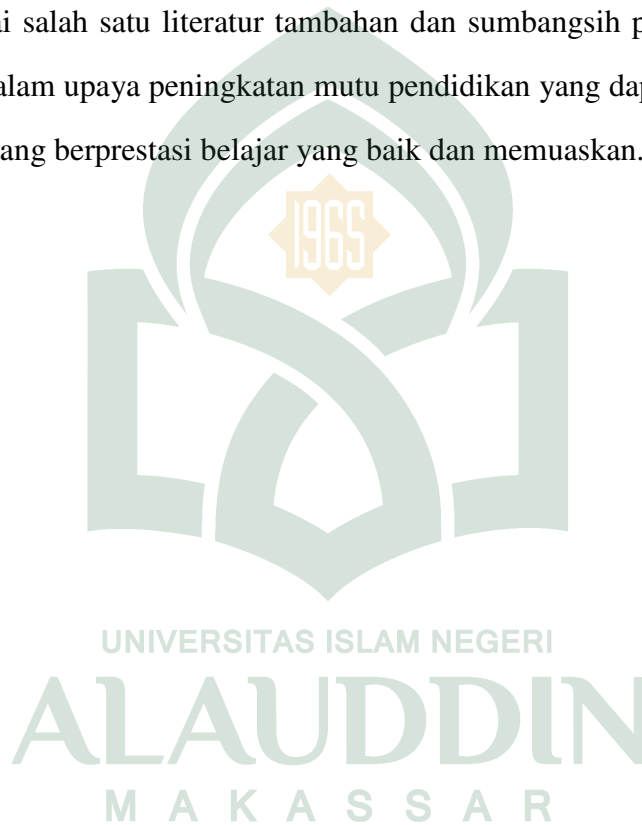 ai salah satu literatur tambahan dan sumbangsih p
alam upaya peningkatan mutu pendidikan yang dap
ang berprestasi belajar yang baik dan memuaskan.
1965
UNIVERSITAS ISLAM NEGERI
ALAUDDIN
MAKASSAR